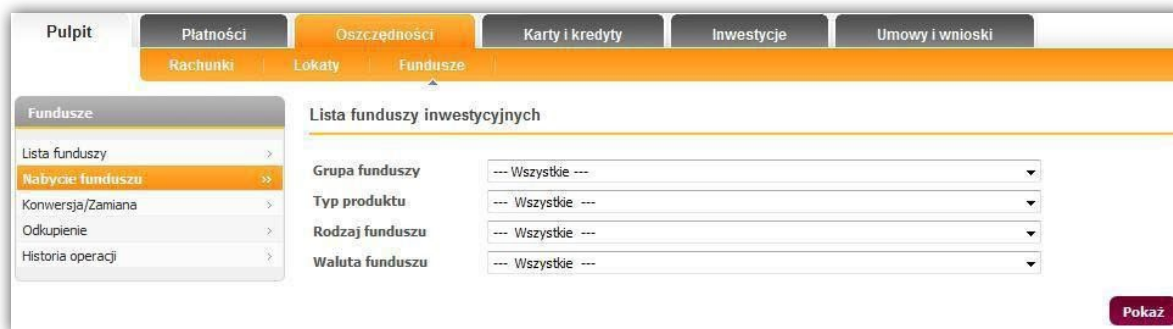 Pulpit Płatności Oszczędności Karty i kredyty Inwestycje Umowy i wnioski
Rachunki Lokaty Fundusze
Fundusze
Lista funduszy
Nabycie funduszu
Konwersja/Zamiana
Odkupienie
Historia operacji
Lista funduszy inwestycyjnych
Grupa funduszy --- Wszystkie ---
Typ produktu --- Wszystkie ---
Rodzaj funduszu --- Wszystkie ---
Waluta funduszu --- Wszystkie ---
Pokaż